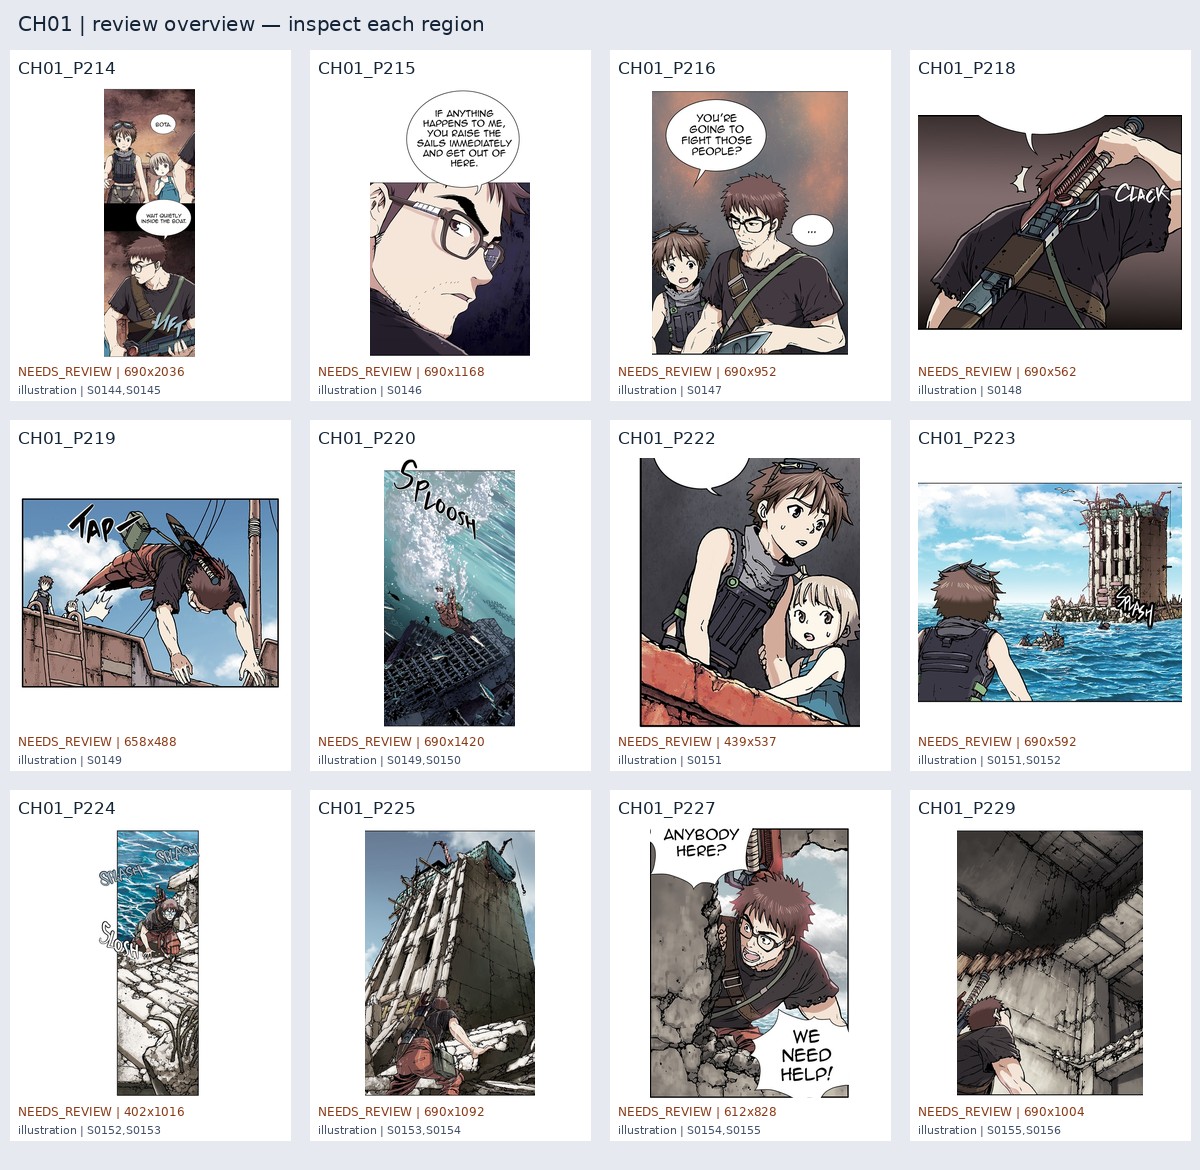 CH01 | review overview — inspect each region
CH01_P214
GOTA.
WAIT QUIETLY
INSIDE THE BOAT.
LIFT
NEEDS_REVIEW | 690x2036
illustration | S0144,S0145
CH01_P215
IF ANYTHING
HAPPENS TO ME,
YOU RAISE THE
SAILS IMMEDIATELY
AND GET OUT OF
HERE.
NEEDS_REVIEW | 690x1168
illustration | S0146
CH01_P216
YOU'RE
GOING TO
FIGHT THOSE
PEOPLE?
...
NEEDS_REVIEW | 690x952
illustration | S0147
CH01_P218
CLACK
NEEDS_REVIEW | 690x562
illustration | S0148
CH01_P219
TAP
NEEDS_REVIEW | 658x488
illustration | S0149
CH01_P220
SPLOOSH
NEEDS_REVIEW | 690x1420
illustration | S0149,S0150
CH01_P222
NEEDS_REVIEW | 439x537
illustration | S0151
CH01_P223
SPLASH
NEEDS_REVIEW | 690x592
illustration | S0151,S0152
CH01_P224
SPLASH
SPLASH
SLOSH
NEEDS_REVIEW | 402x1016
illustration | S0152,S0153
CH01_P225
NEEDS_REVIEW | 690x1092
illustration | S0153,S0154
CH01_P227
ANYBODY
HERE?
WE
NEED
HELP!
NEEDS_REVIEW | 612x828
illustration | S0154,S0155
CH01_P229
NEEDS_REVIEW | 690x1004
illustration | S0155,S0156